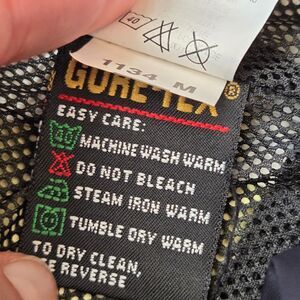 40
1134 M
GORE-TEX®
EASY CARE:
40 MACHINE WASH WARM
DO NOT BLEACH
STEAM IRON WARM
TUMBLE DRY WARM
TO DRY CLEAN,
REVERSE